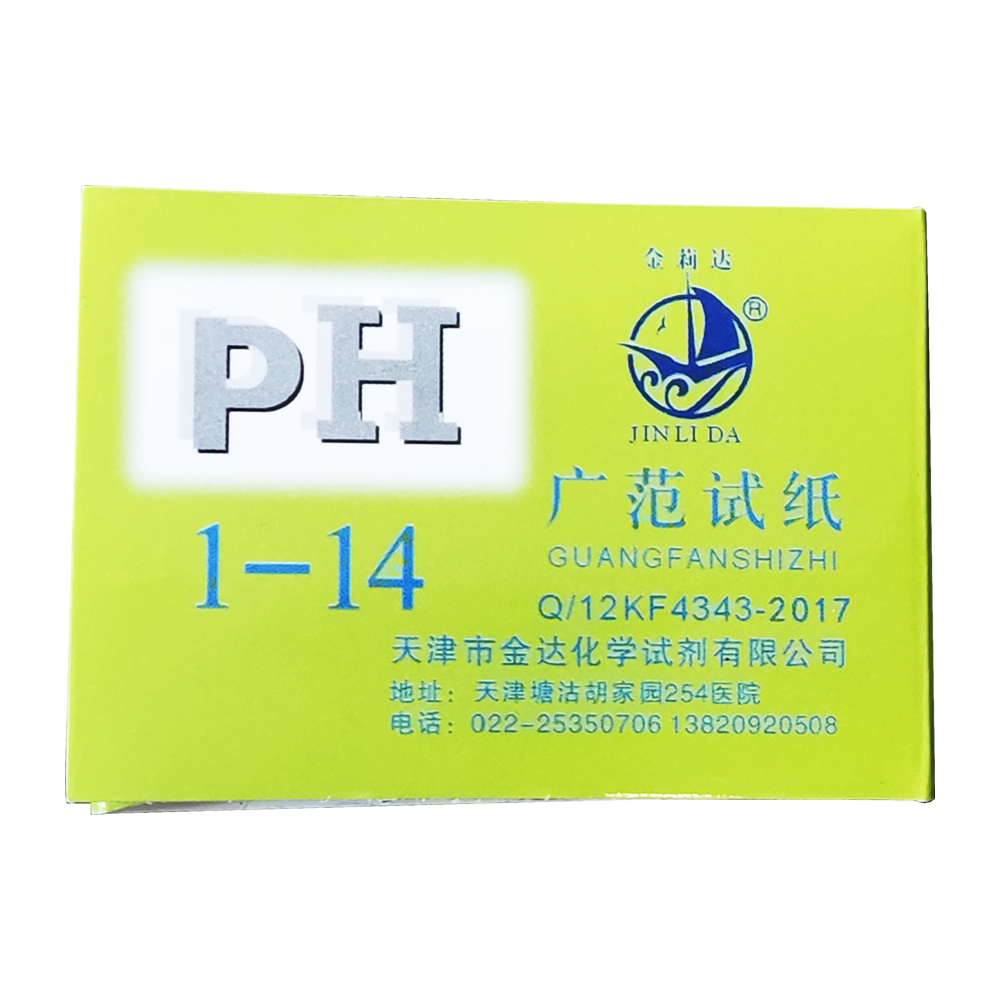 pH
1-14
金莉达
®
JINLI DA
广范试纸
GUANGFANSHIZHI
Q/12KF4343-2017
天津市金达化学试剂有限公司
地址：天津塘沽胡家园254医院
电话：022-25350706 13820920508